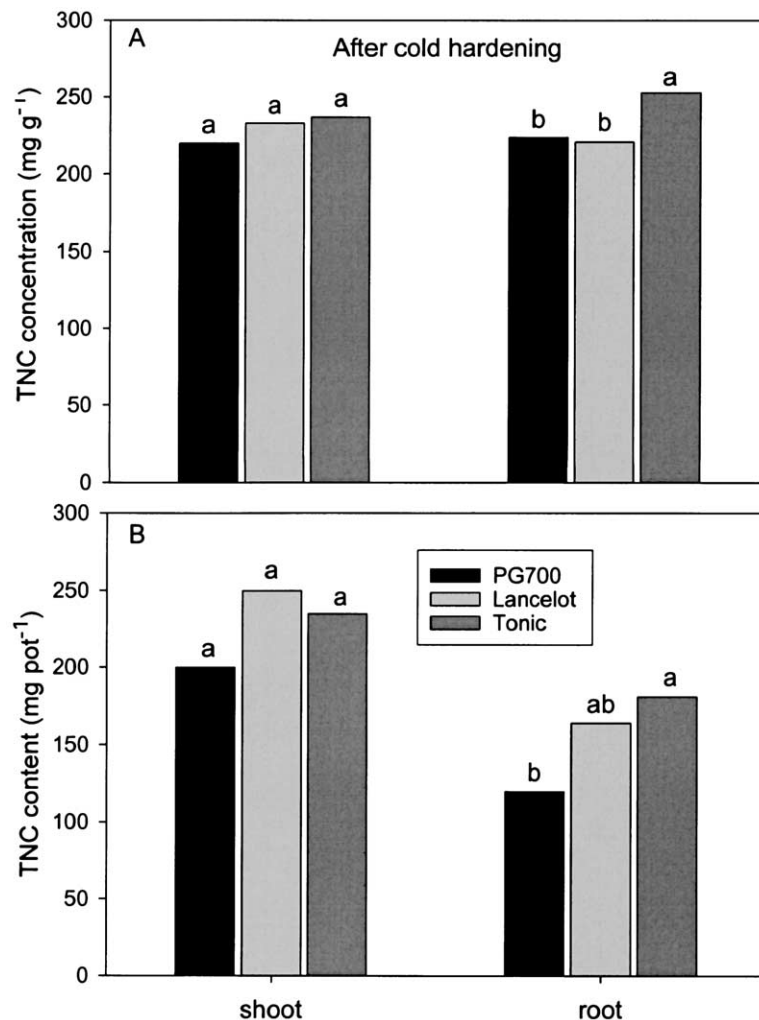 A
After cold hardening
TNC concentration (mg g⁻¹)
300
250
200
150
100
50
0
a
a
a
b
b
a
B
TNC content (mg pot⁻¹)
300
250
200
150
100
50
0
a
a
a
b
ab
a
PG700
Lancelot
Tonic
shoot
root